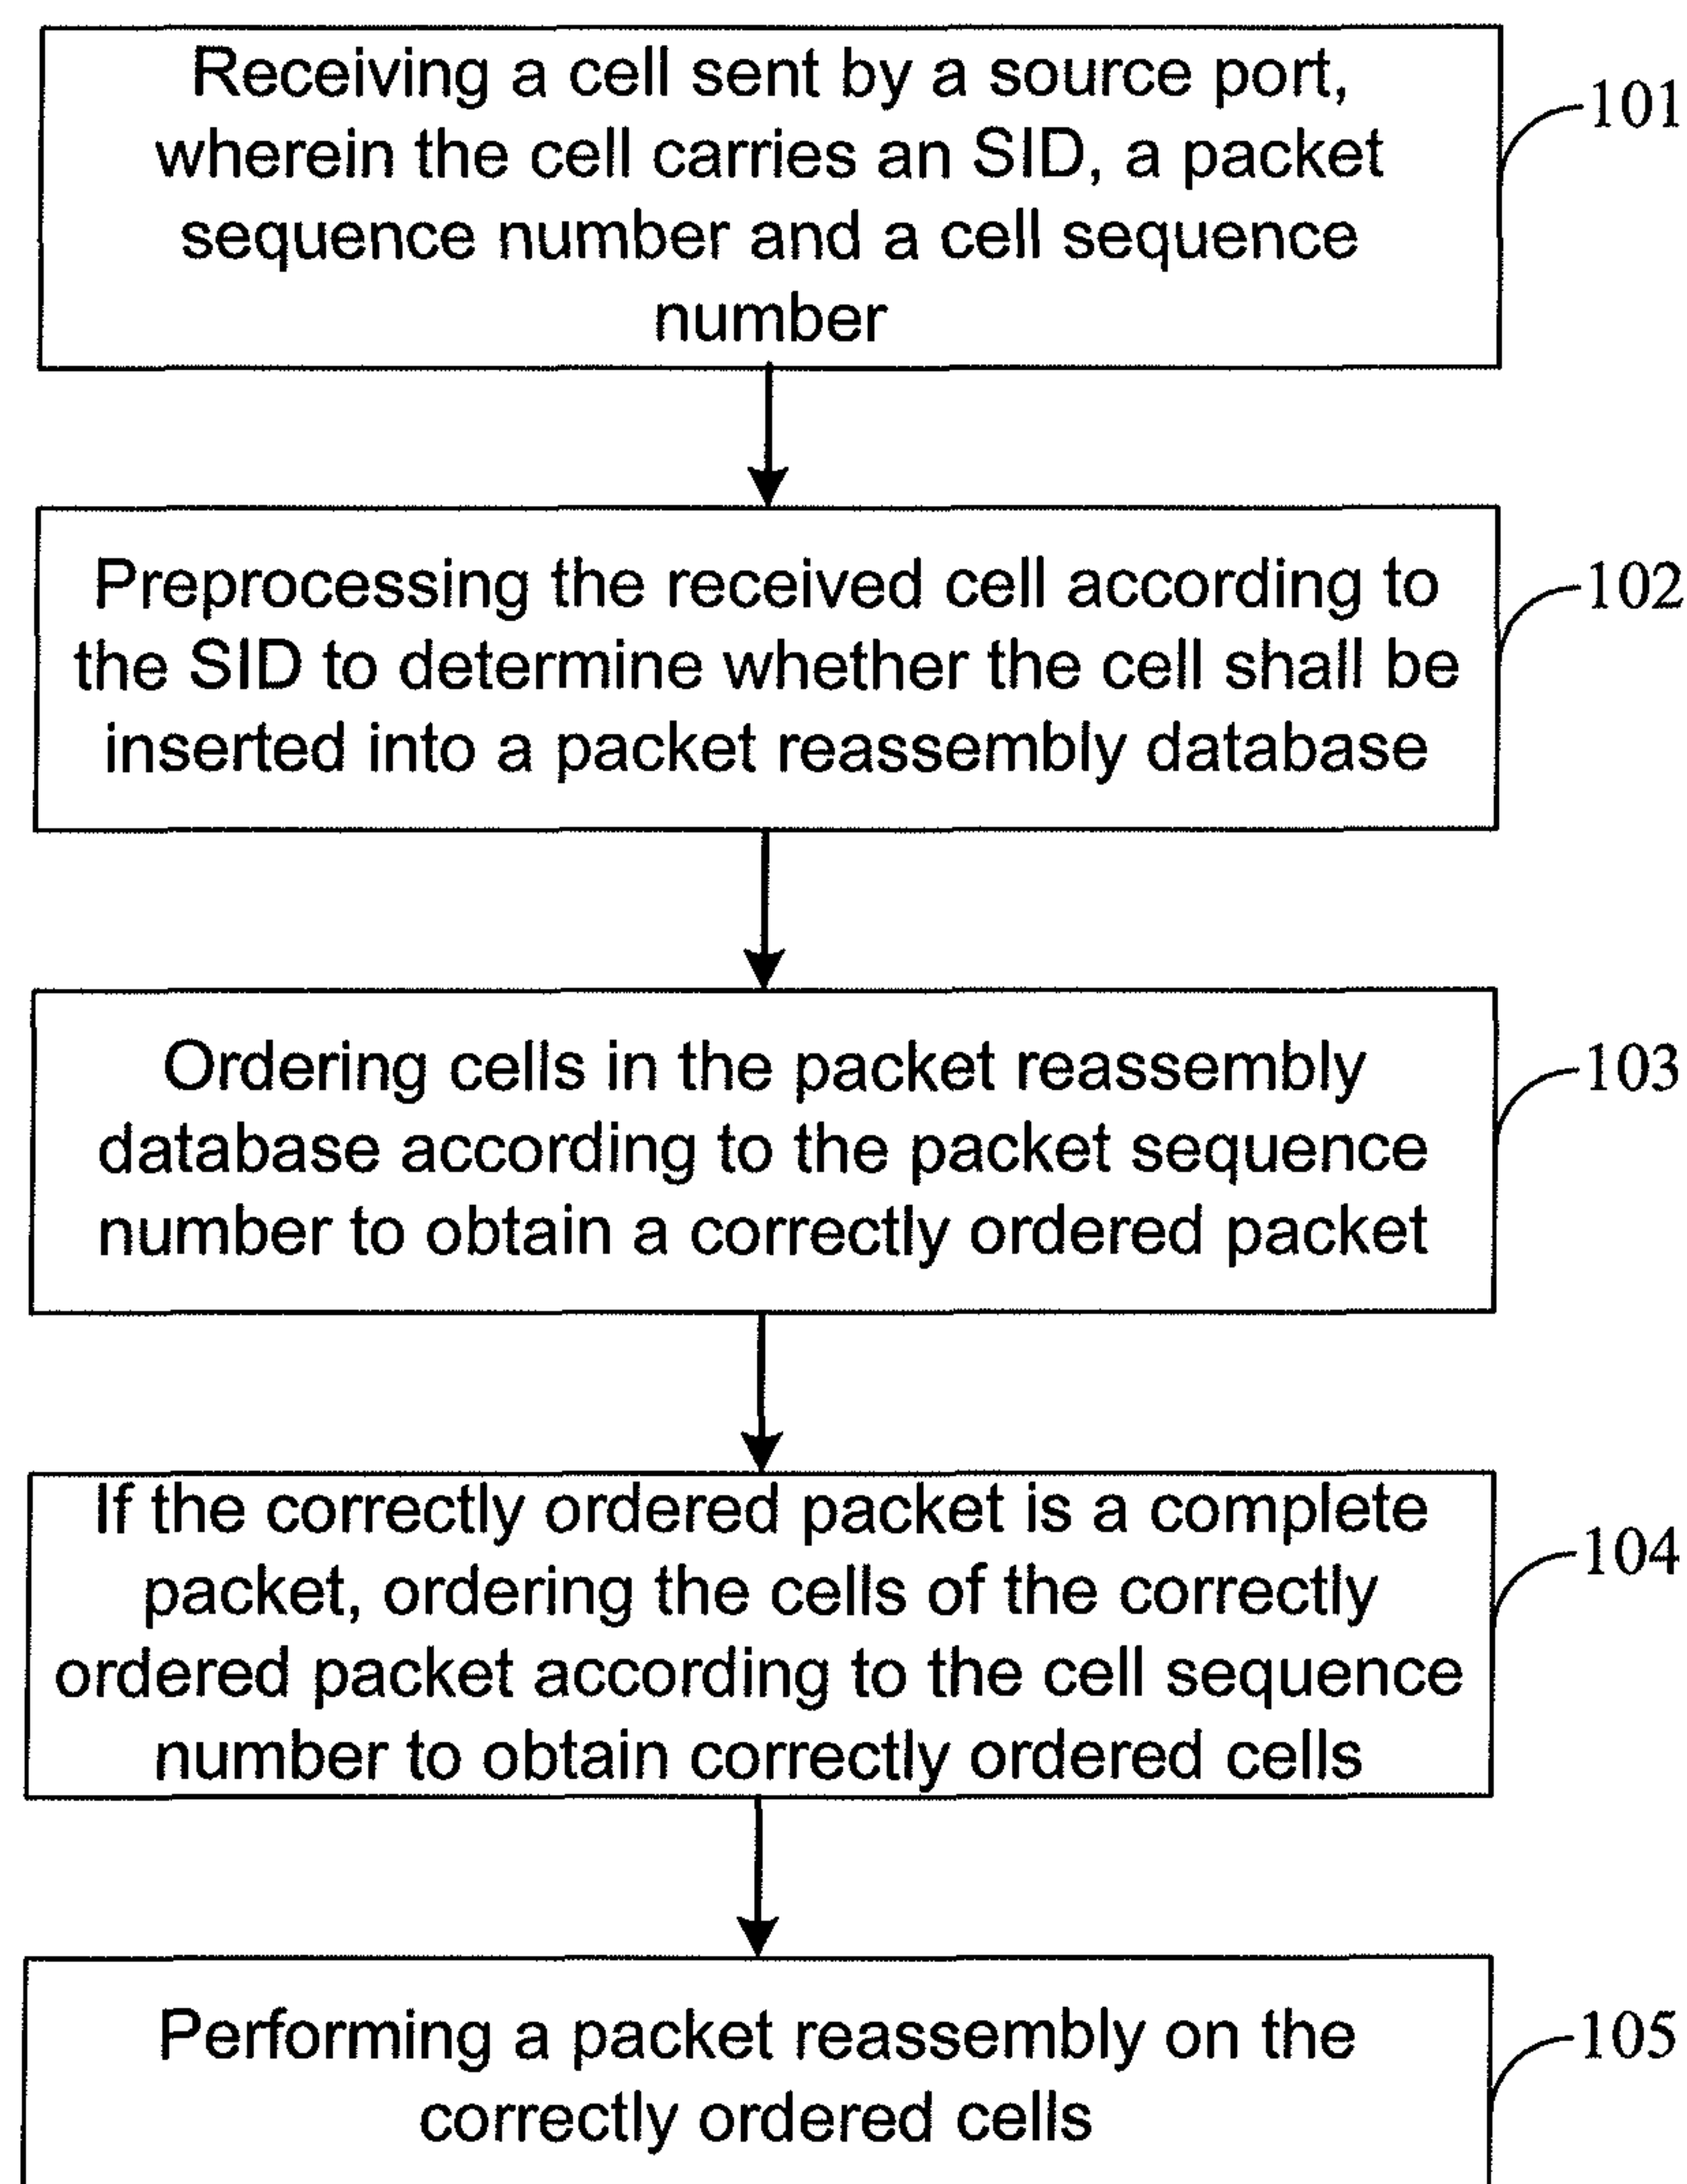 Receiving a cell sent by a source port,
wherein the cell carries an SID, a packet
sequence number and a cell sequence
number
101
Preprocessing the received cell according to
the SID to determine whether the cell shall be
inserted into a packet reassembly database
102
Ordering cells in the packet reassembly
database according to the packet sequence
number to obtain a correctly ordered packet
103
If the correctly ordered packet is a complete
packet, ordering the cells of the correctly
ordered packet according to the cell sequence
number to obtain correctly ordered cells
104
Performing a packet reassembly on the
correctly ordered cells
105